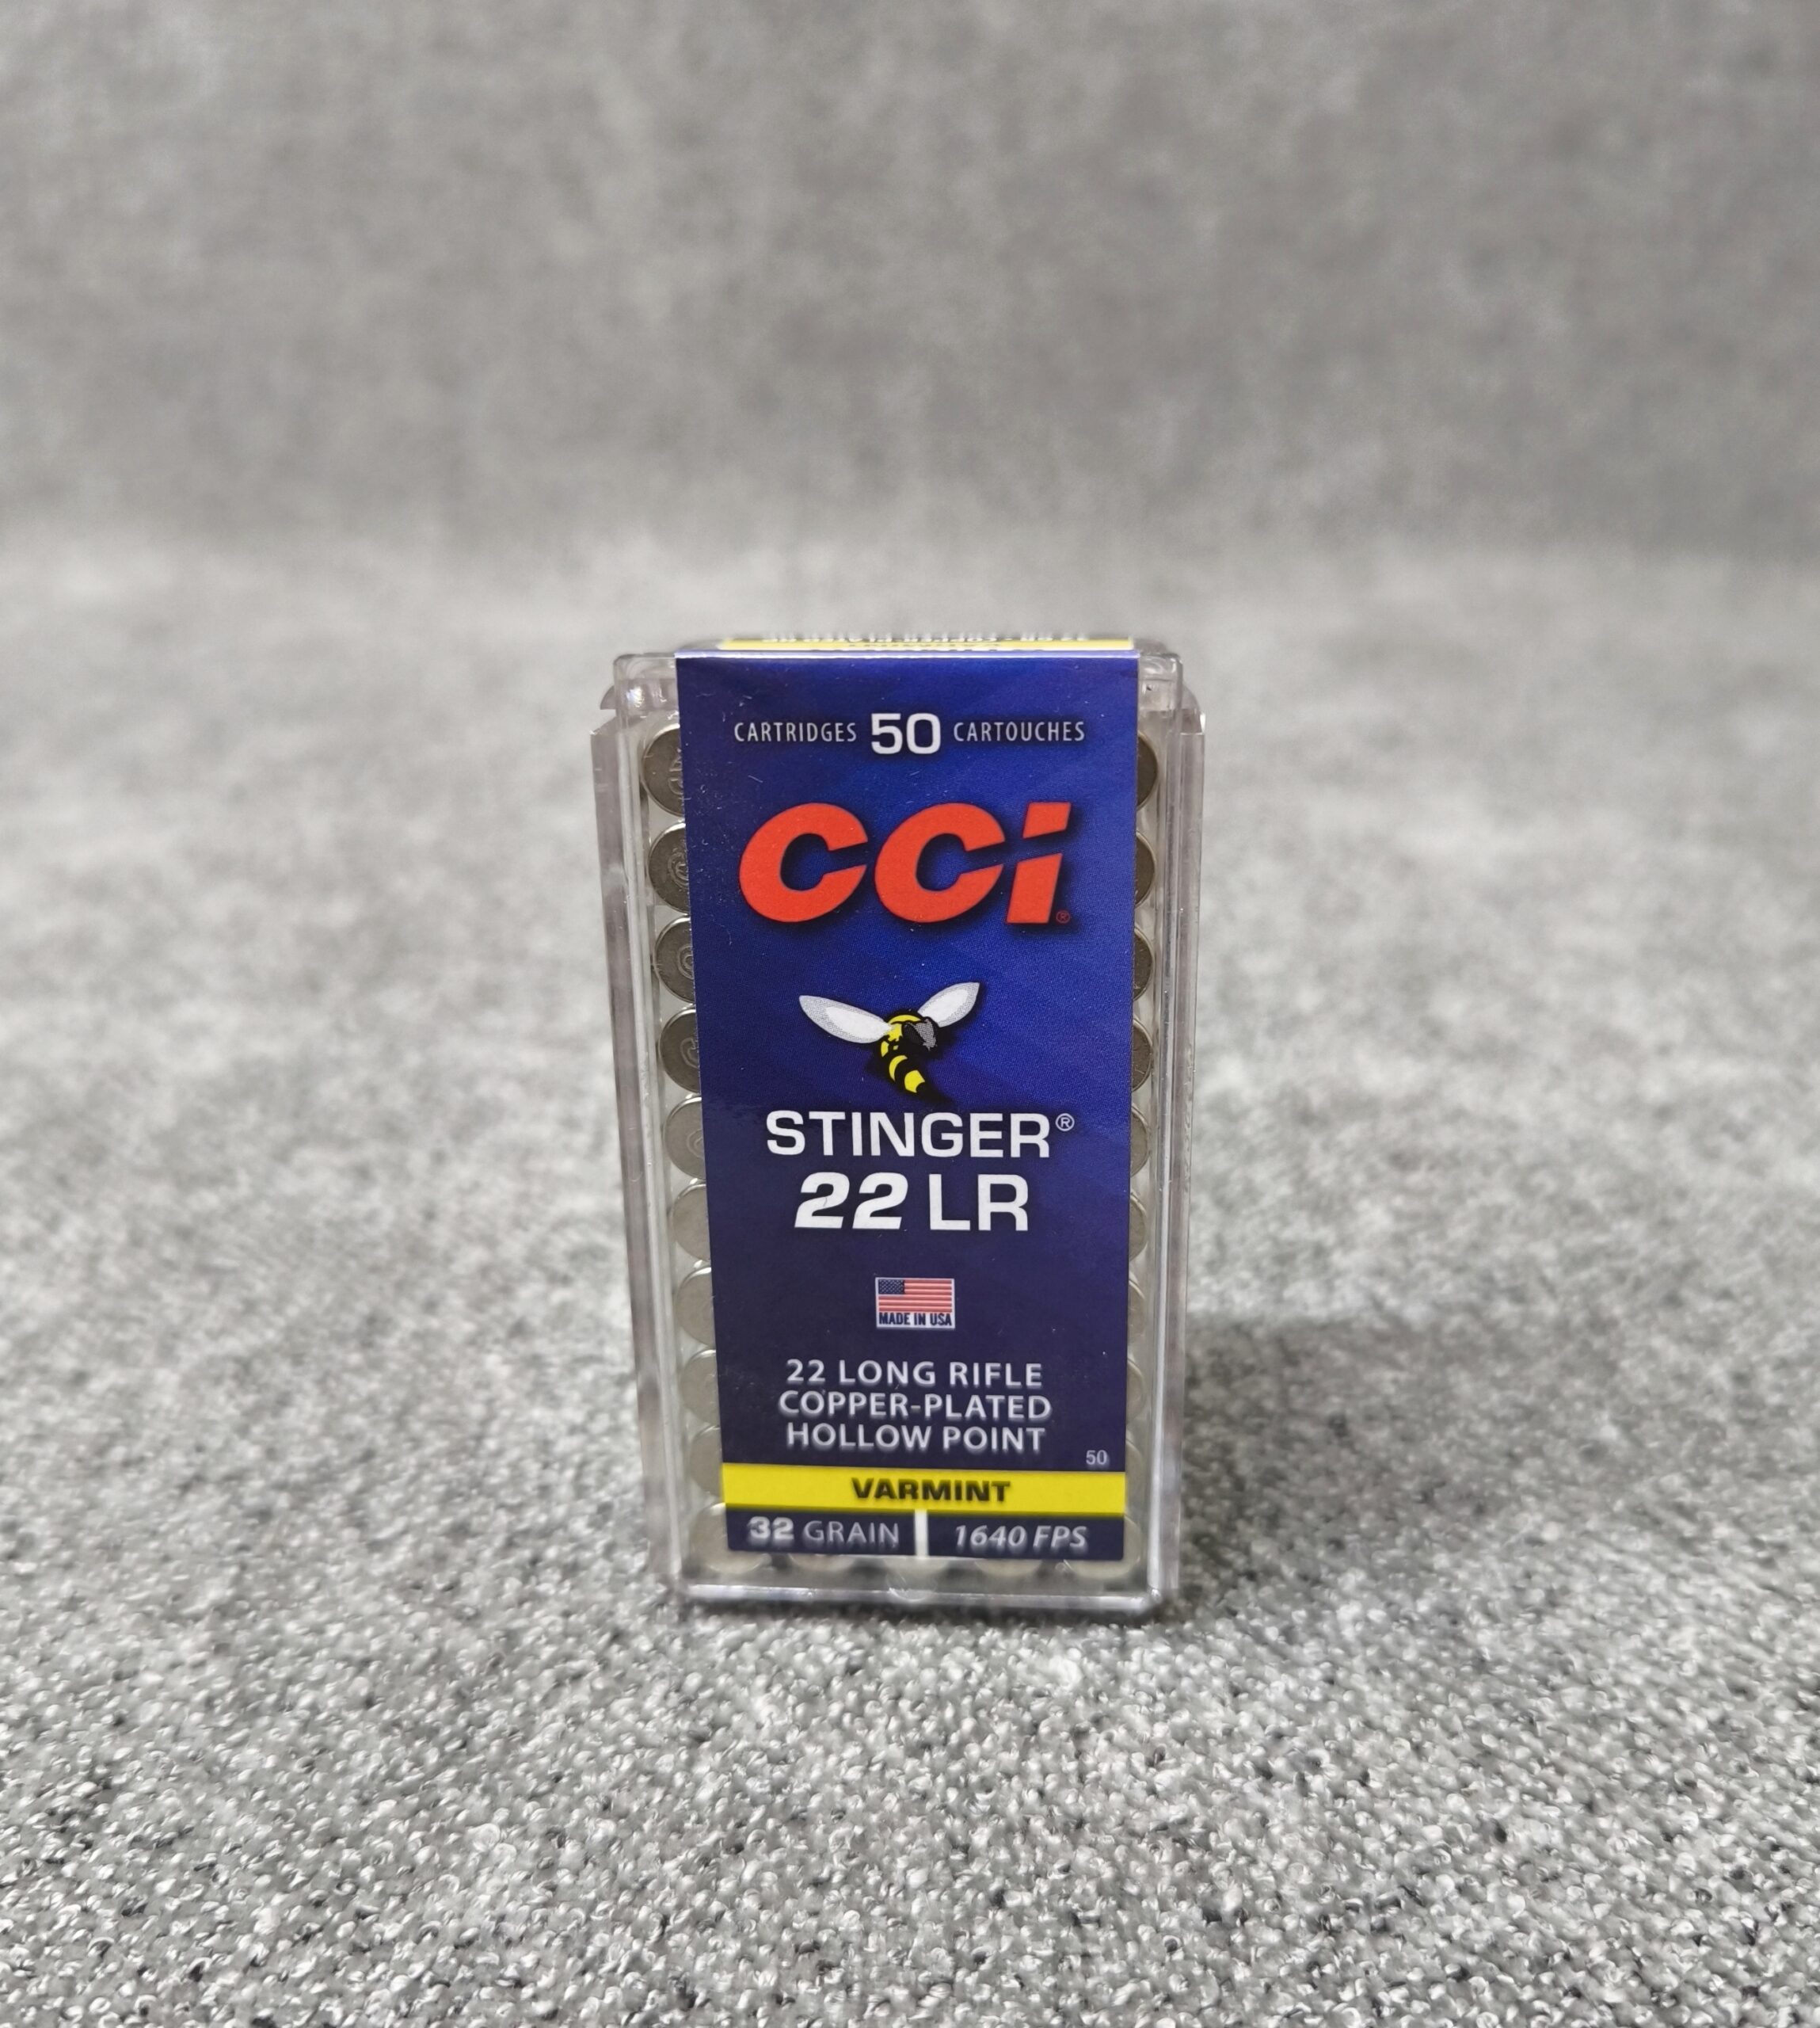 CARTRIDGES 50 CARTOUCHES
CCi®
STINGER®
22 LR
MADE IN USA
22 LONG RIFLE
COPPER-PLATED
HOLLOW POINT
50
VARMINT
32 GRAIN 1640 FPS